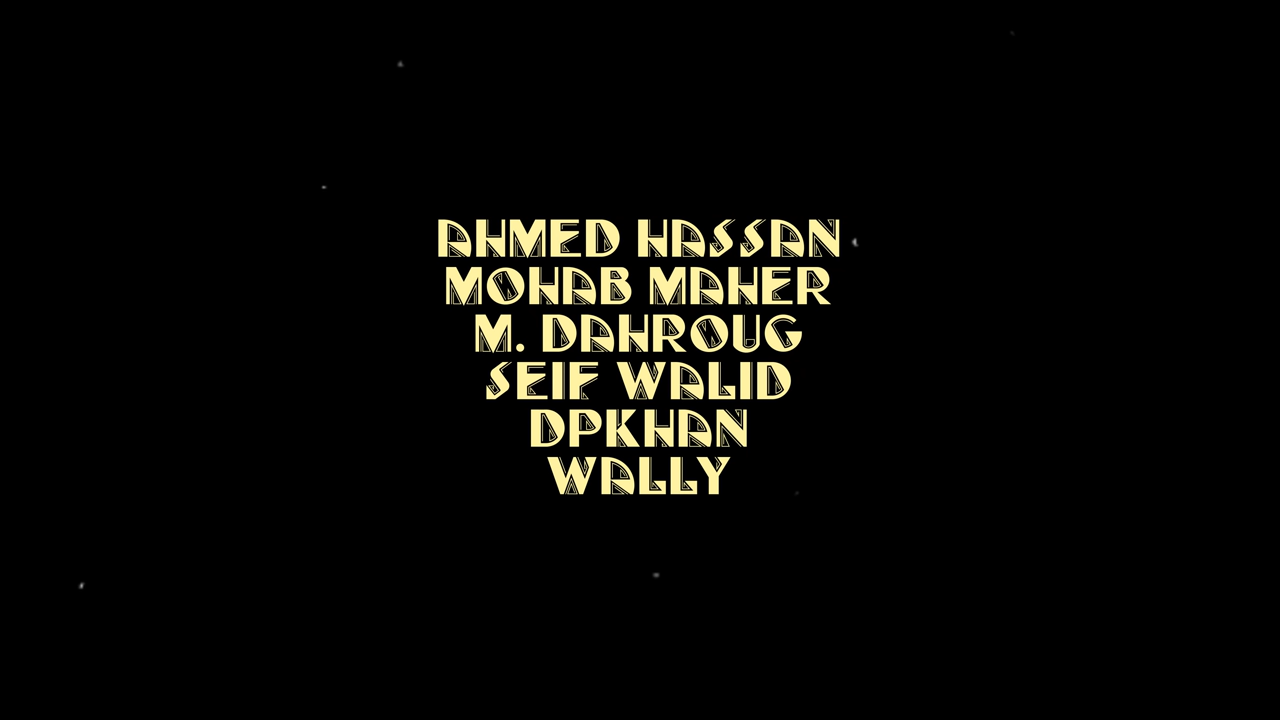 AHMED HASSAN
MOHAB MAHER
M. DAHROUG
SEIF WALID
DPKHAN
WALLY